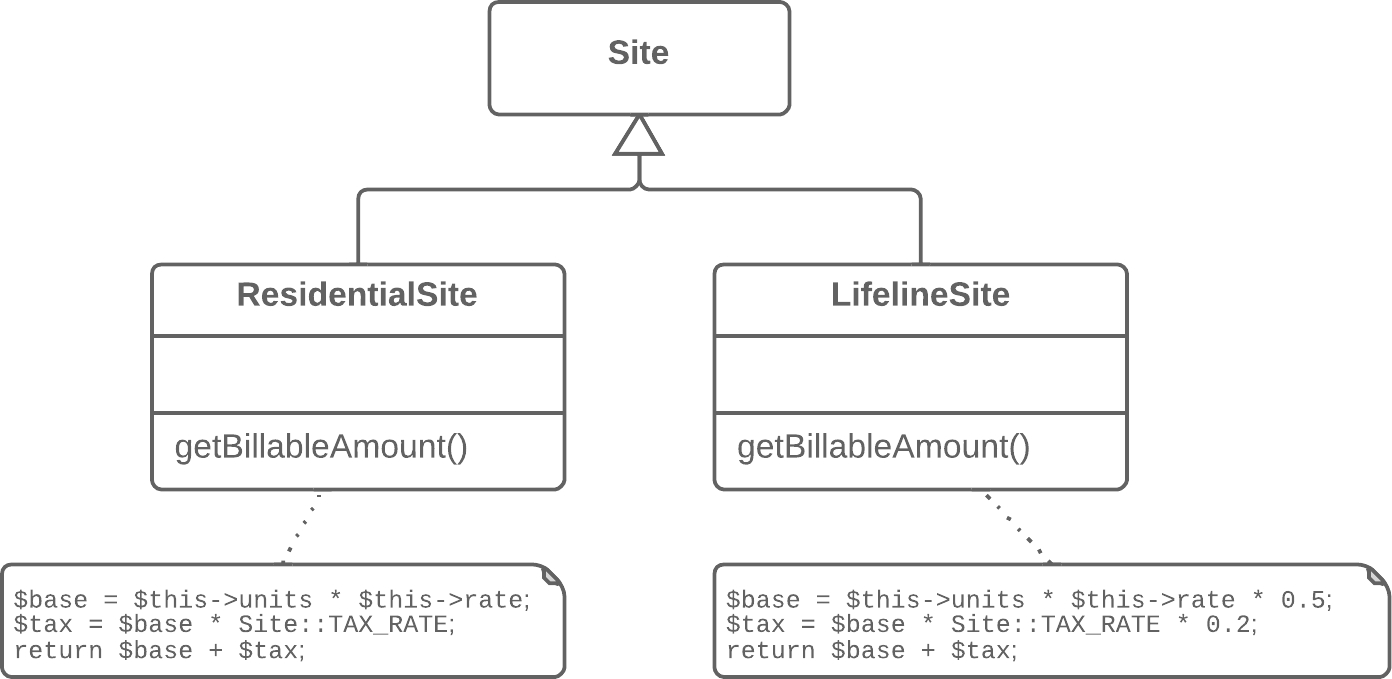 Site
ResidentialSite
getBillableAmount()
$base = $this->units * $this->rate;
$tax = $base * Site::TAX_RATE;
return $base + $tax;
LifelineSite
getBillableAmount()
$base = $this->units * $this->rate * 0.5;
$tax = $base * Site::TAX_RATE * 0.2;
return $base + $tax;